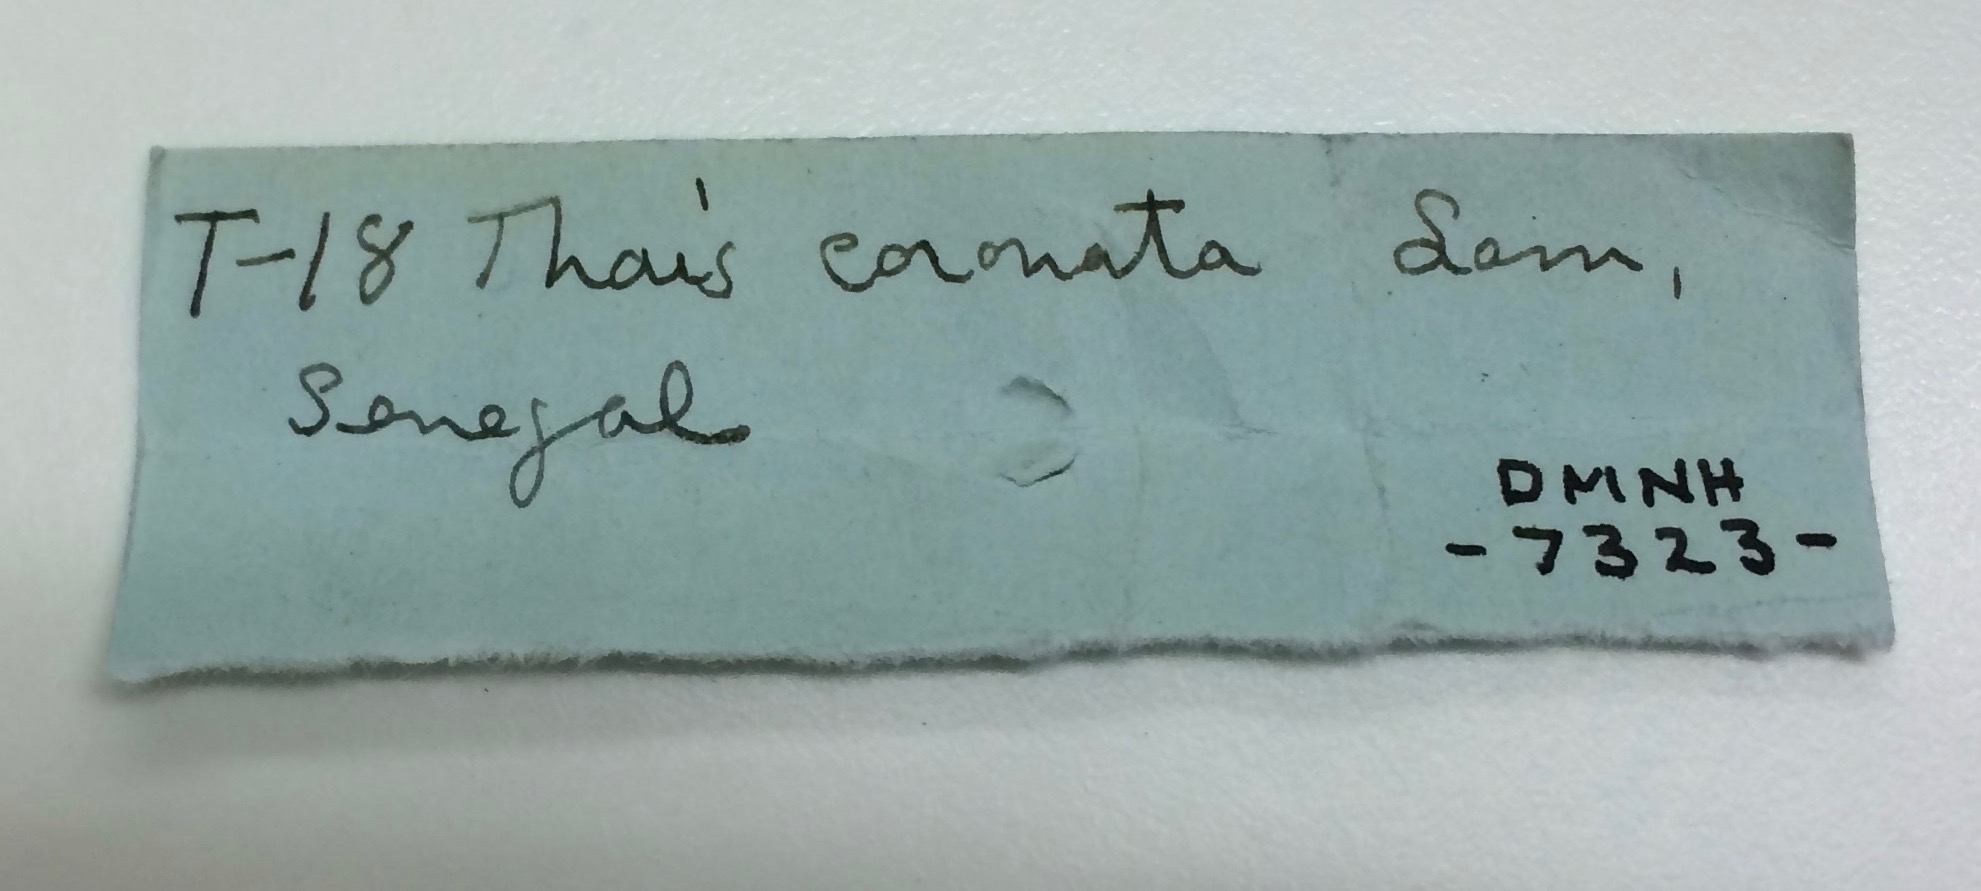 T-18 Thais coronata Lam,
Senegal
DMNH
-7323-